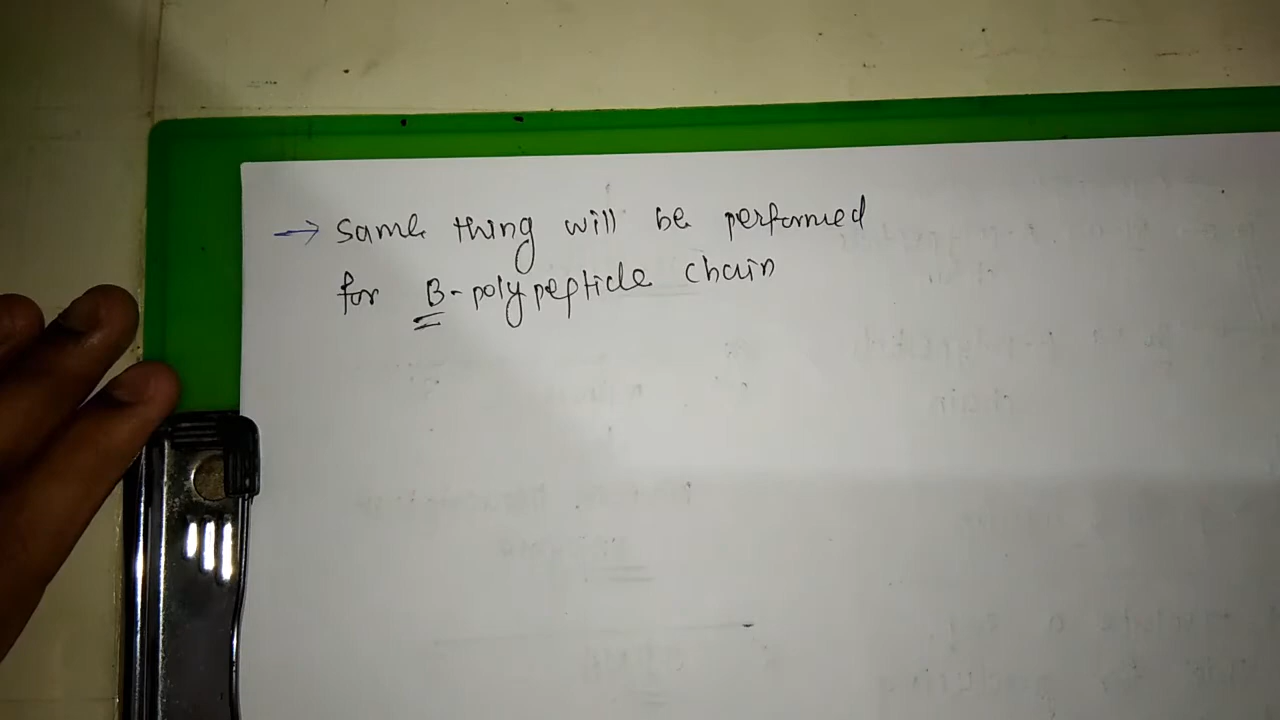 → Same thing will be performed
for B-polypeptide chain